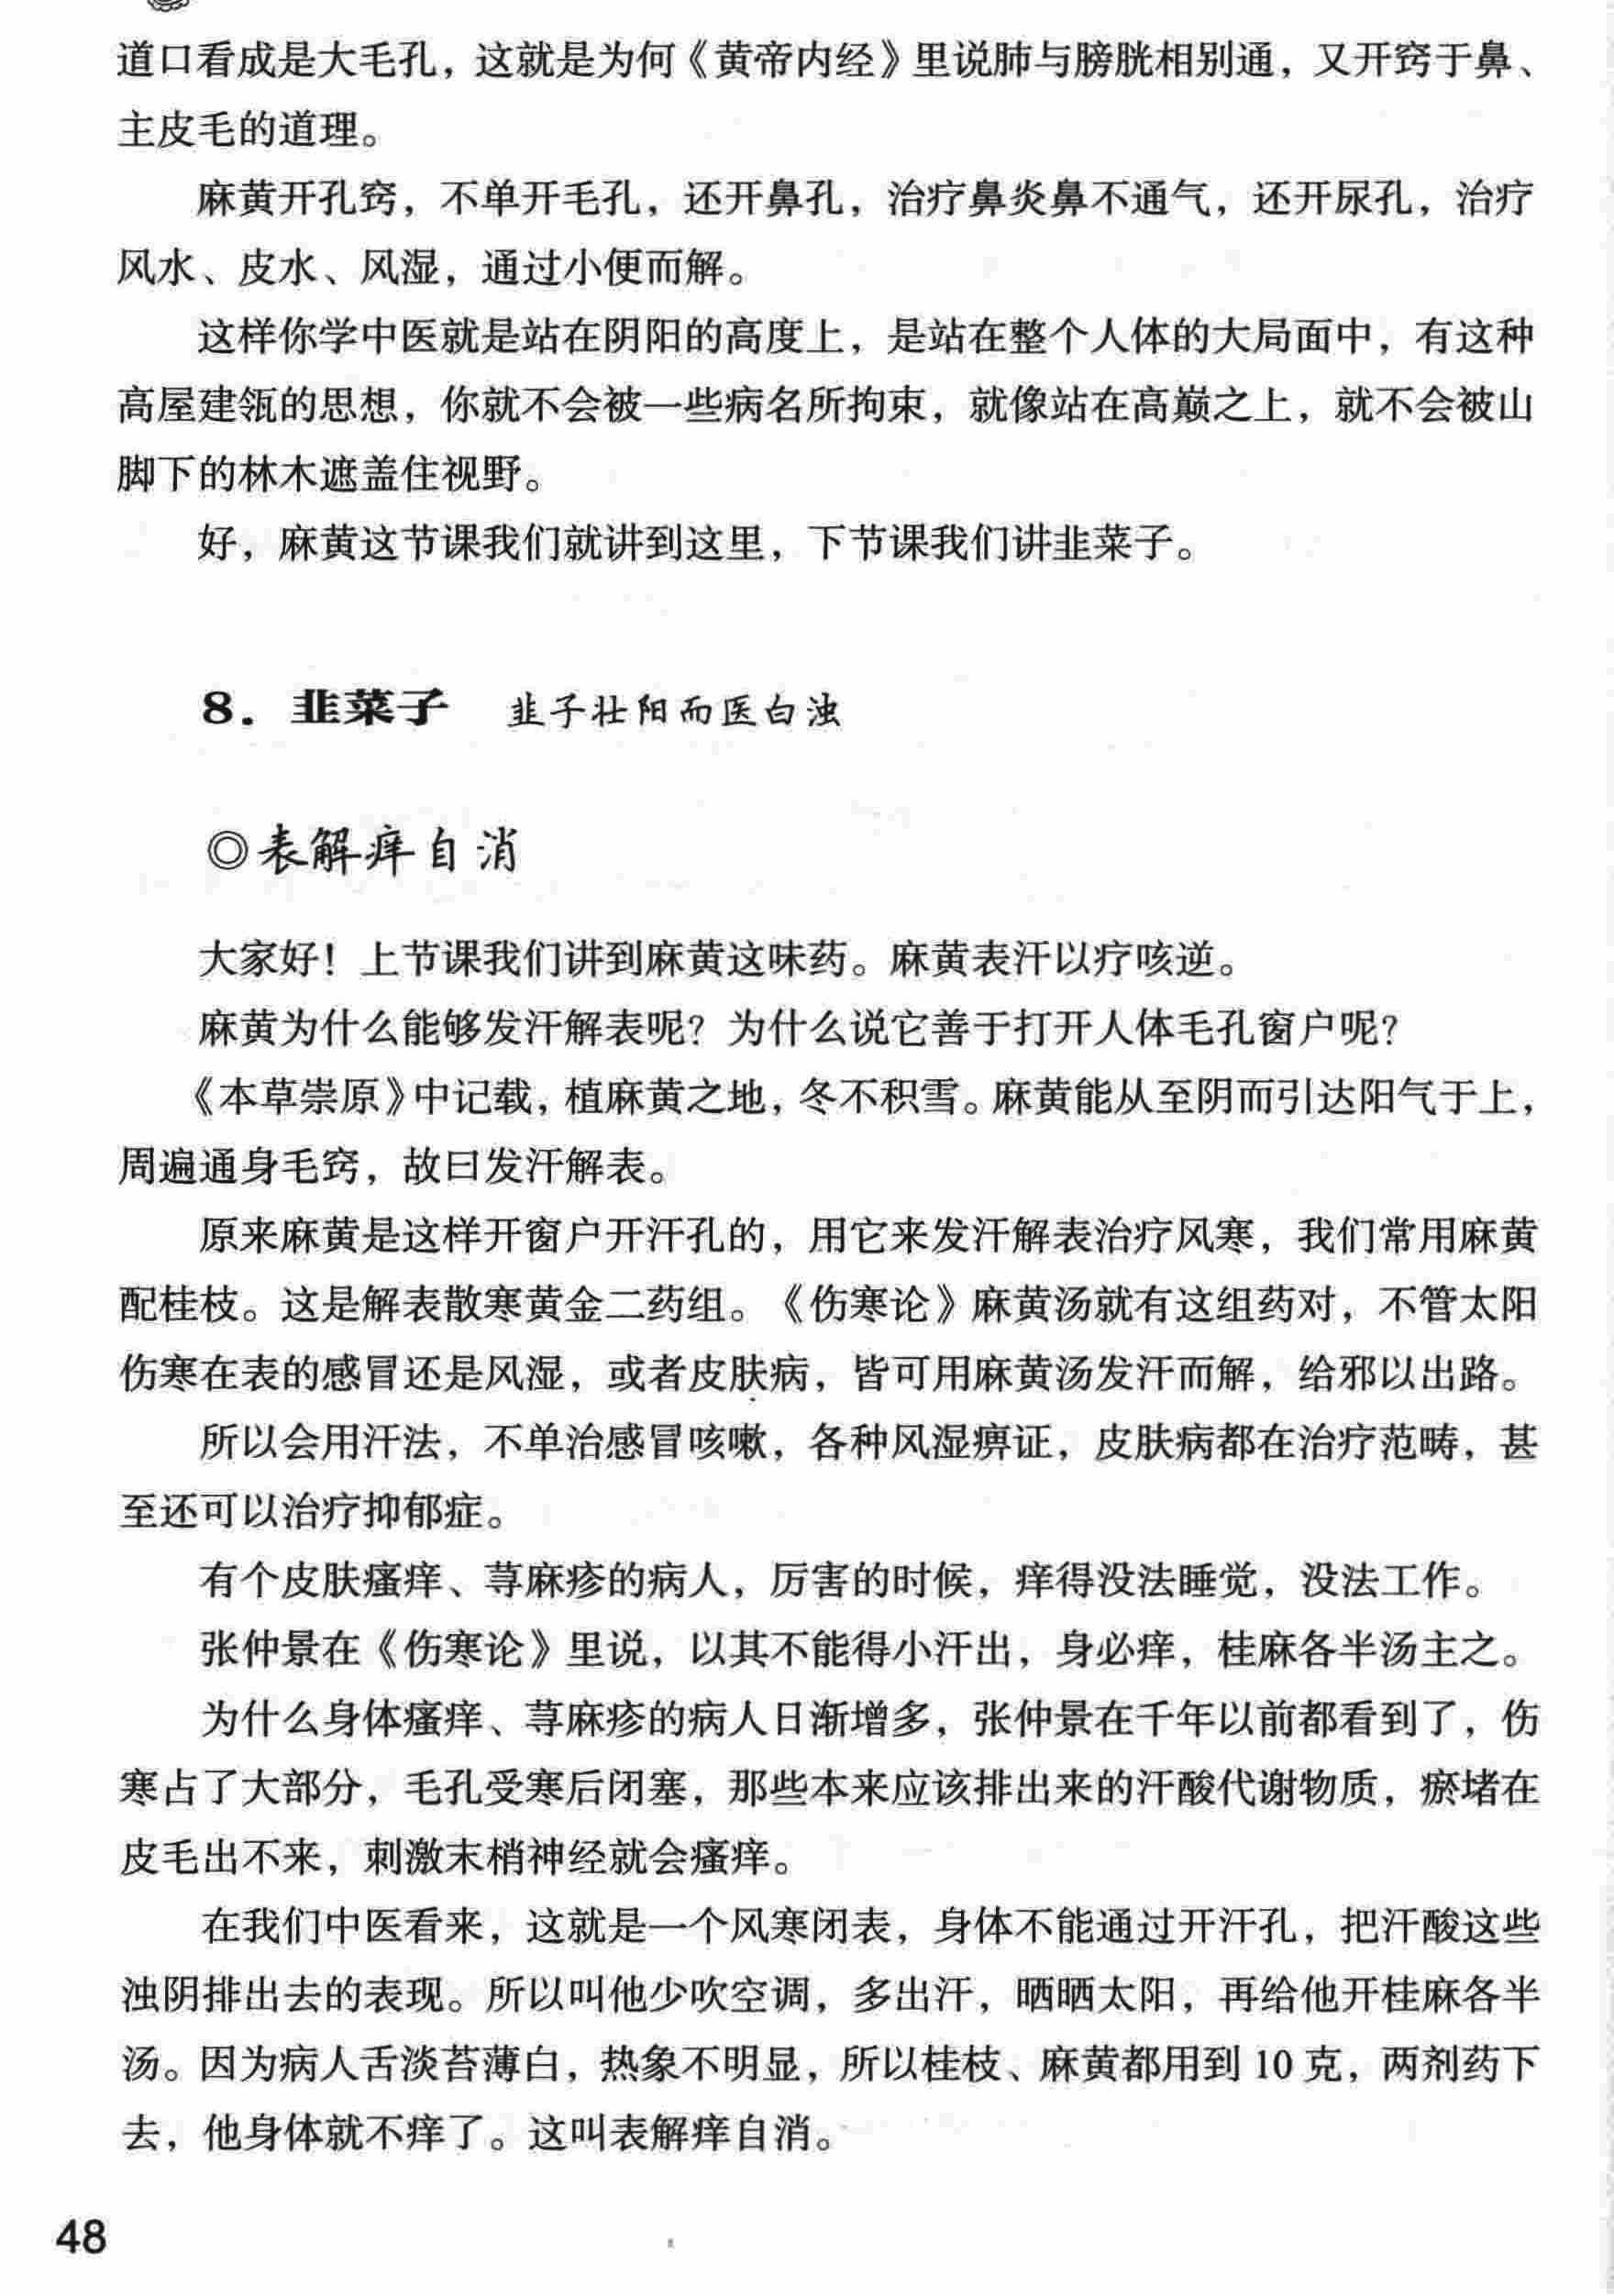 道口看成是大毛孔，这就是为何《黄帝内经》里说肺与膀胱相别通，又开窍于鼻、
主皮毛的道理。
麻黄开孔窍，不单开毛孔，还开鼻孔，治疗鼻炎鼻不通气，还开尿孔，治疗
风水、皮水、风湿，通过小便而解。
这样你学中医就是站在阴阳的高度上，是站在整个人体的大局面中，有这种
高屋建瓴的思想，你就不会被一些病名所拘束，就像站在高巅之上，就不会被山
脚下的林木遮盖住视野。
好，麻黄这节课我们就讲到这里，下节课我们讲韭菜子。
8．韭菜子 韭子壮阳而医白浊
◎表解痒自消
大家好！上节课我们讲到麻黄这味药。麻黄表汗以疗咳逆。
麻黄为什么能够发汗解表呢？为什么说它善于打开人体毛孔窗户呢？
《本草崇原》中记载，植麻黄之地，冬不积雪。麻黄能从至阴而引达阳气于上，
周遍通身毛窍，故曰发汗解表。
原来麻黄是这样开窗户开汗孔的，用它来发汗解表治疗风寒，我们常用麻黄
配桂枝。这是解表散寒黄金二药组。《伤寒论》麻黄汤就有这组药对，不管太阳
伤寒在表的感冒还是风湿，或者皮肤病，皆可用麻黄汤发汗而解，给邪以出路。
所以会用汗法，不单治感冒咳嗽，各种风湿痹证，皮肤病都在治疗范畴，甚
至还可以治疗抑郁症。
有个皮肤瘙痒、荨麻疹的病人，厉害的时候，痒得没法睡觉，没法工作。
张仲景在《伤寒论》里说，以其不能得小汗出，身必痒，桂麻各半汤主之。
为什么身体瘙痒、荨麻疹的病人日渐增多，张仲景在千年以前都看到了，伤
寒占了大部分，毛孔受寒后闭塞，那些本来应该排出来的汗酸代谢物质，瘀堵在
皮毛出不来，刺激末梢神经就会瘙痒。
在我们中医看来，这就是一个风寒闭表，身体不能通过开汗孔，把汗酸这些
浊阴排出去的表现。所以叫他少吹空调，多出汗，晒晒太阳，再给他开桂麻各半
汤。因为病人舌淡苔薄白，热象不明显，所以桂枝、麻黄都用到 10 克，两剂药下
去，他身体就不痒了。这叫表解痒自消。
48